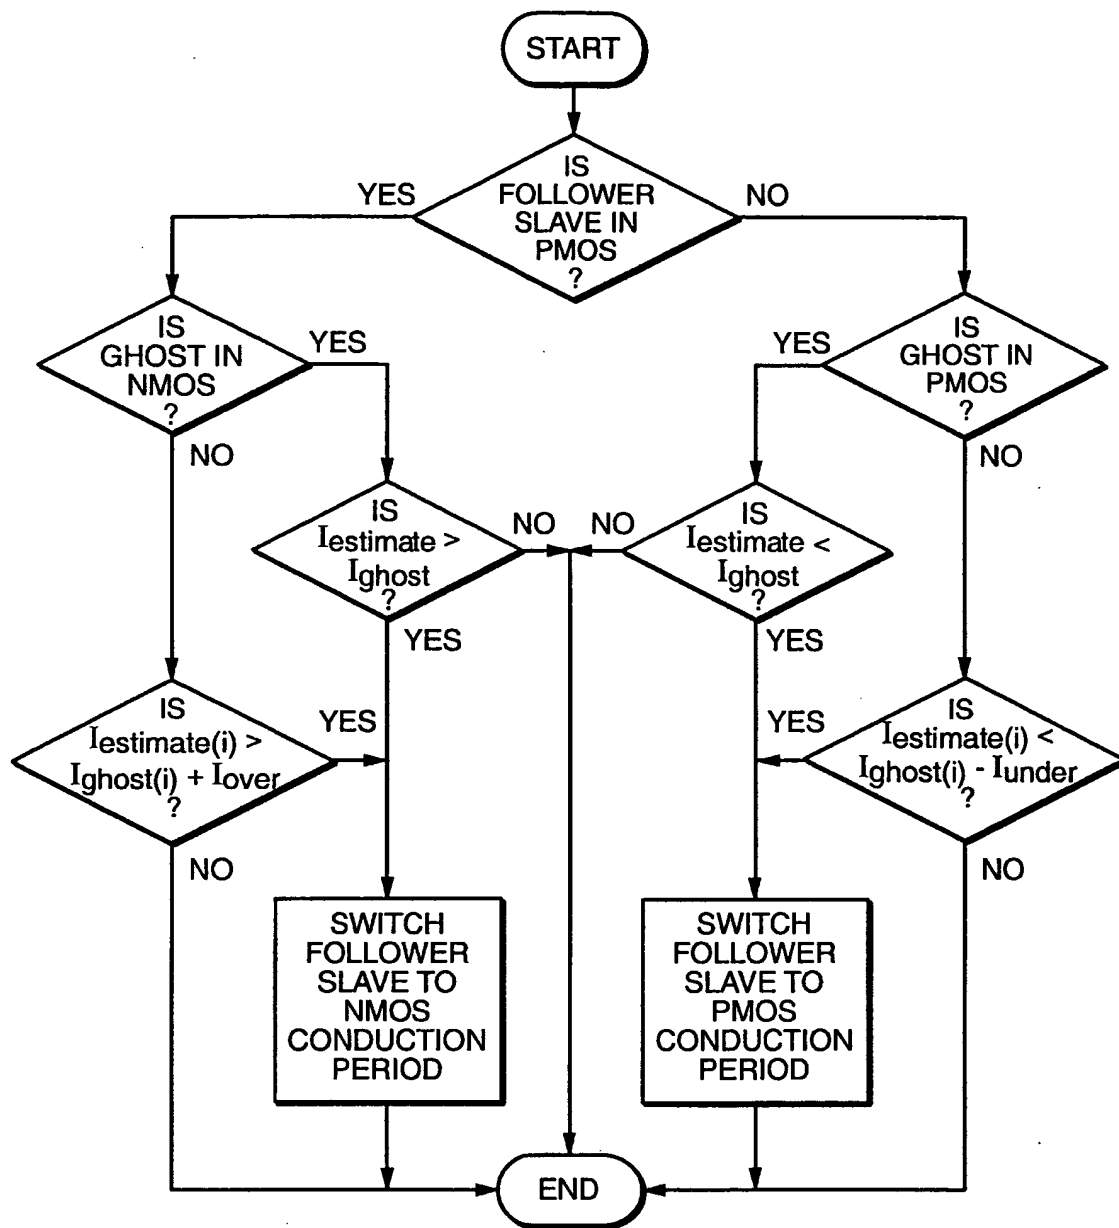 START
IS
FOLLOWER
SLAVE IN
PMOS
?
YES
NO
IS
GHOST IN
NMOS
?
YES
NO
IS
GHOST IN
PMOS
?
YES
NO
IS
Iestimate >
Ighost
?
NO
YES
IS
Iestimate <
Ighost
?
NO
YES
IS
Iestimate(i) >
Ighost(i) + Iover
?
YES
NO
IS
Iestimate(i) <
Ighost(i) - Iunder
?
YES
NO
SWITCH
FOLLOWER
SLAVE TO
NMOS
CONDUCTION
PERIOD
SWITCH
FOLLOWER
SLAVE TO
PMOS
CONDUCTION
PERIOD
END